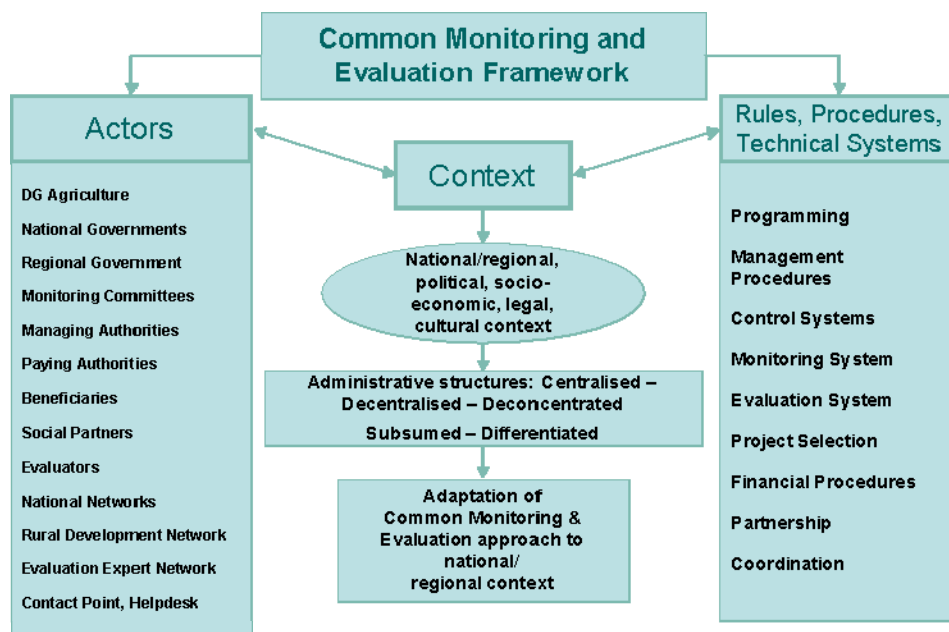 Common Monitoring and
Evaluation Framework
Actors
DG Agriculture
National Governments
Regional Government
Monitoring Committees
Managing Authorities
Paying Authorities
Beneficiaries
Social Partners
Evaluators
National Networks
Rural Development Network
Evaluation Expert Network
Contact Point, Helpdesk
Context
National/regional,
political, socio-
economic, legal,
cultural context
Administrative structures: Centralised –
Decentralised – Deconcentrated
Subsumed – Differentiated
Adaptation of
Common Monitoring &
Evaluation approach to
national/
regional context
Rules, Procedures,
Technical Systems
Programming
Management
Procedures
Control Systems
Monitoring System
Evaluation System
Project Selection
Financial Procedures
Partnership
Coordination